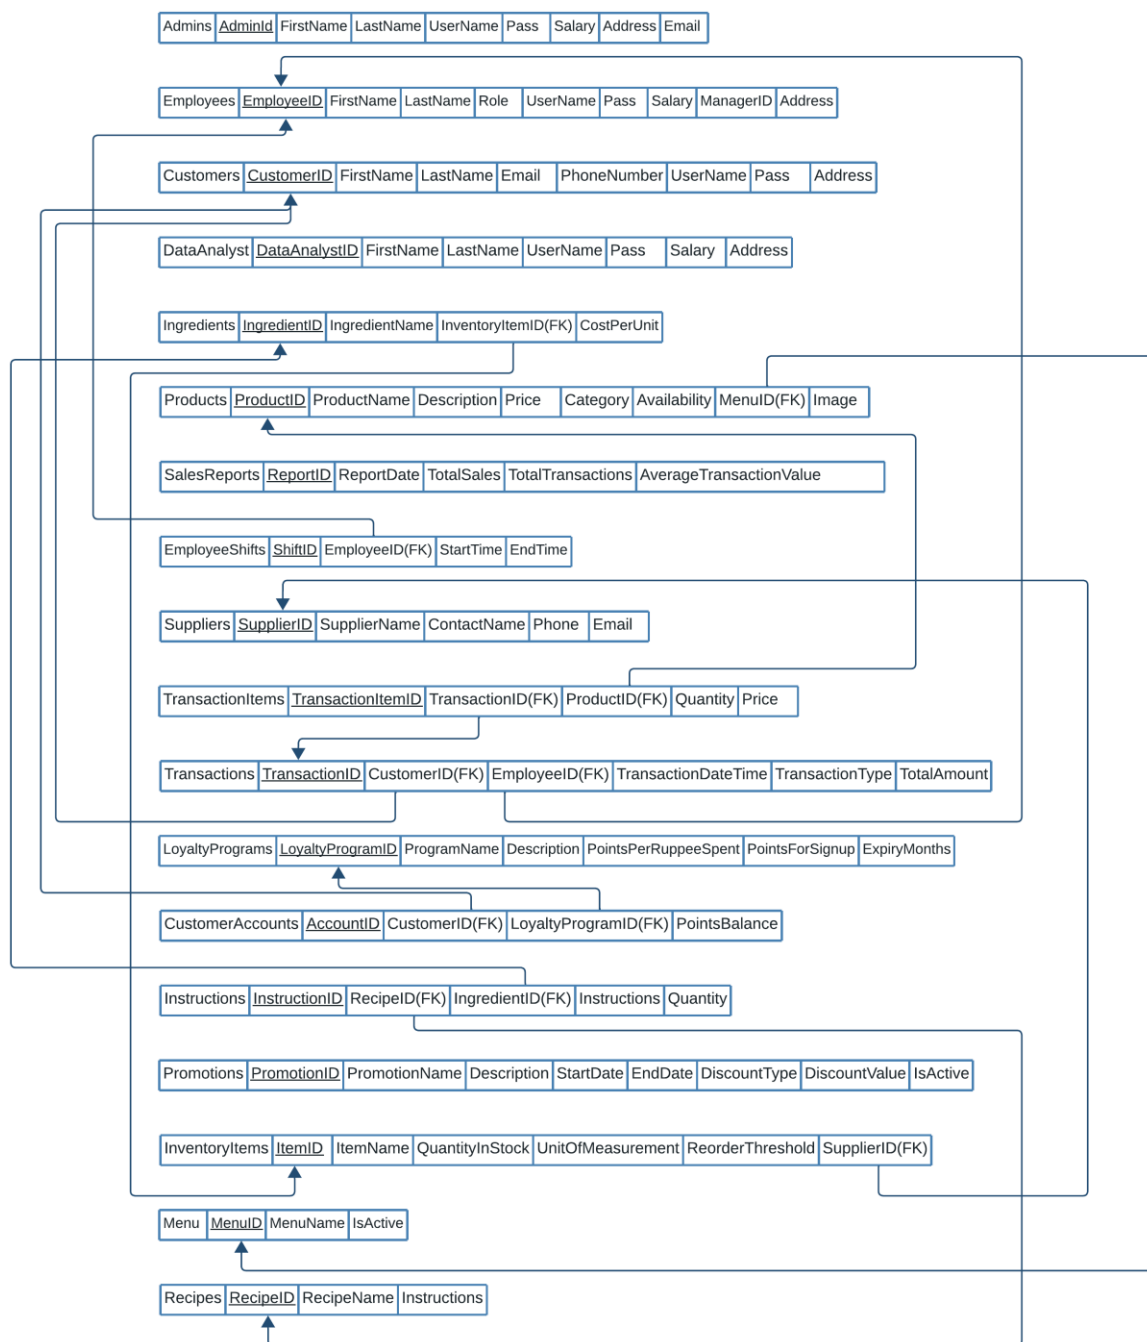 Admins AdminId FirstName LastName UserName Pass Salary Address Email
Employees EmployeeID FirstName LastName Role UserName Pass Salary ManagerID Address
Customers CustomerID FirstName LastName Email PhoneNumber UserName Pass Address
DataAnalyst DataAnalystID FirstName LastName UserName Pass Salary Address
Ingredients IngredientID IngredientName InventoryItemID(FK) CostPerUnit
Products ProductID ProductName Description Price Category Availability MenuID(FK) Image
SalesReports ReportID ReportDate TotalSales TotalTransactions AverageTransactionValue
EmployeeShifts ShiftID EmployeeID(FK) StartTime EndTime
Suppliers SupplierID SupplierName ContactName Phone Email
TransactionItems TransactionItemID TransactionID(FK) ProductID(FK) Quantity Price
Transactions TransactionID CustomerID(FK) EmployeeID(FK) TransactionDateTime TransactionType TotalAmount
LoyaltyPrograms LoyaltyProgramID ProgramName Description PointsPerRuppeeSpent PointsForSignup ExpiryMonths
CustomerAccounts AccountID CustomerID(FK) LoyaltyProgramID(FK) PointsBalance
Instructions InstructionID RecipeID(FK) IngredientID(FK) Instructions Quantity
Promotions PromotionID PromotionName Description StartDate EndDate DiscountType DiscountValue IsActive
InventoryItems ItemID ItemName QuantityInStock UnitOfMeasurement ReorderThreshold SupplierID(FK)
Menu MenuID MenuName IsActive
Recipes RecipeID RecipeName Instructions